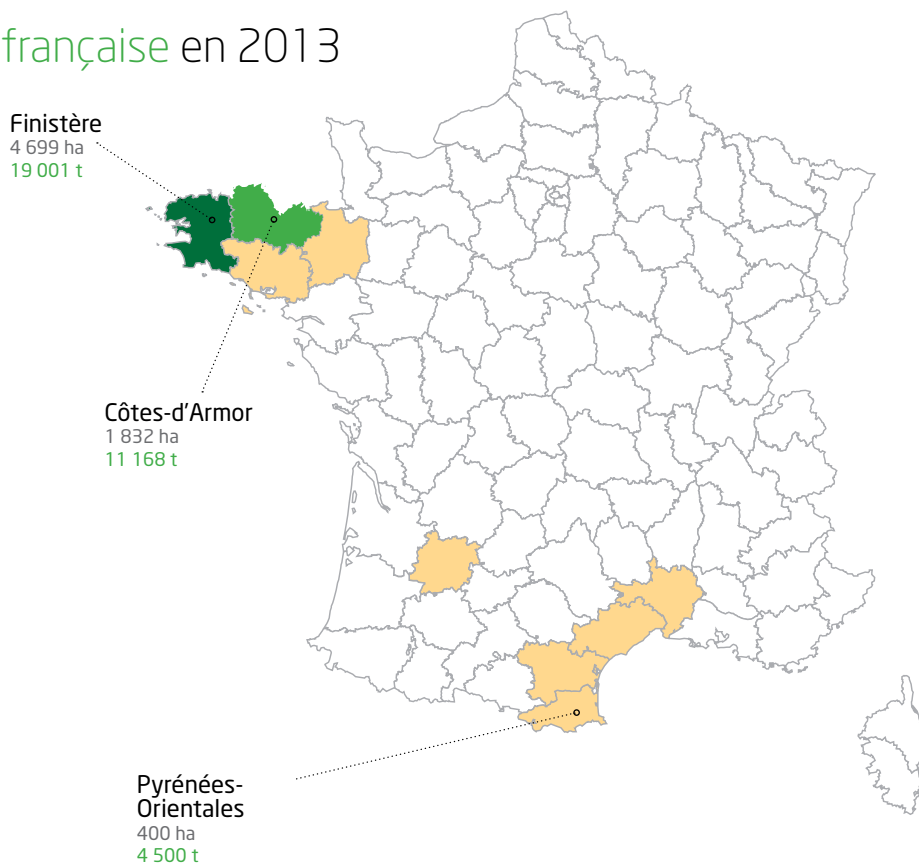 française en 2013
Finistère
4 699 ha
19 001 t
Côtes-d'Armor
1 832 ha
11 168 t
Pyrénées-
Orientales
400 ha
4 500 t